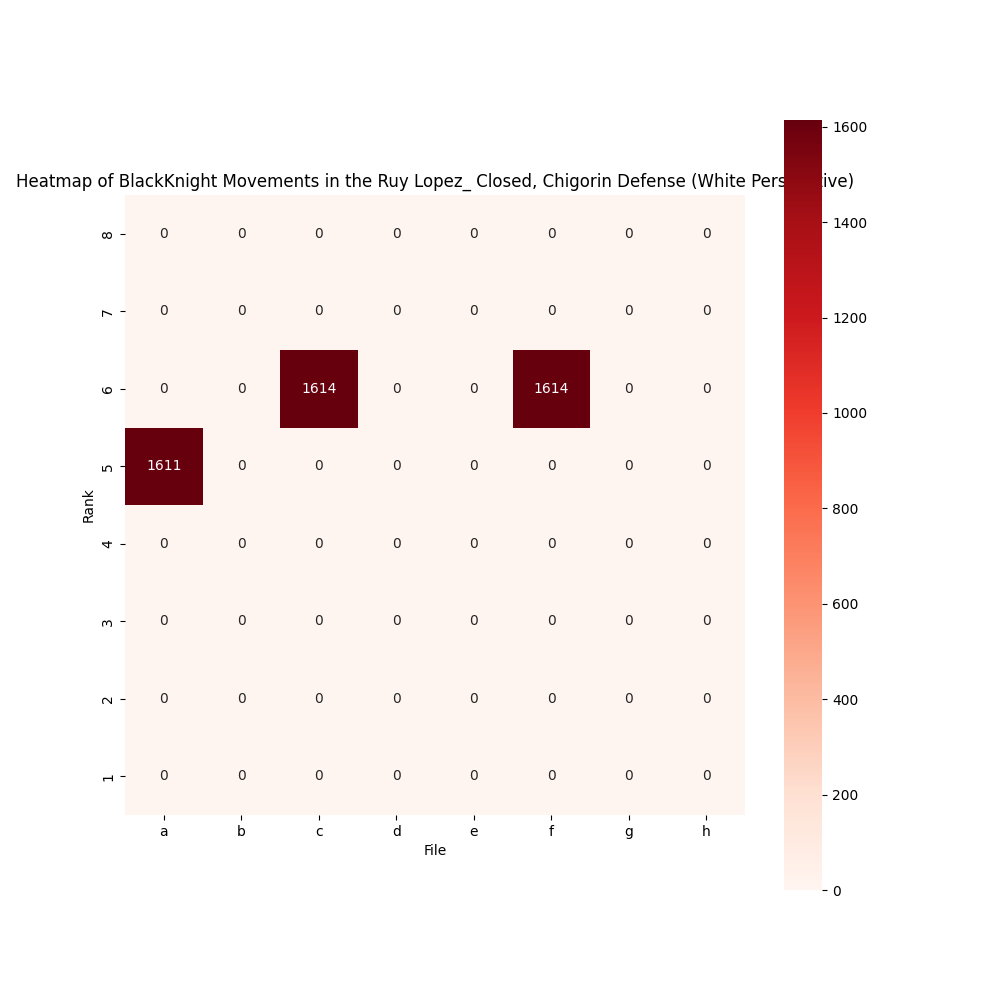 Heatmap of BlackKnight Movements in the Ruy Lopez_ Closed, Chigorin Defense (White Perspective)
8 0 0 0 0 0 0 0 0
7 0 0 0 0 0 0 0 0
6 0 0 1614 0 0 1614 0 0
5 1611 0 0 0 0 0 0 0
4 0 0 0 0 0 0 0 0
3 0 0 0 0 0 0 0 0
2 0 0 0 0 0 0 0 0
1 0 0 0 0 0 0 0 0
a b c d e f g h
File
Rank
1600
1400
1200
1000
800
600
400
200
0